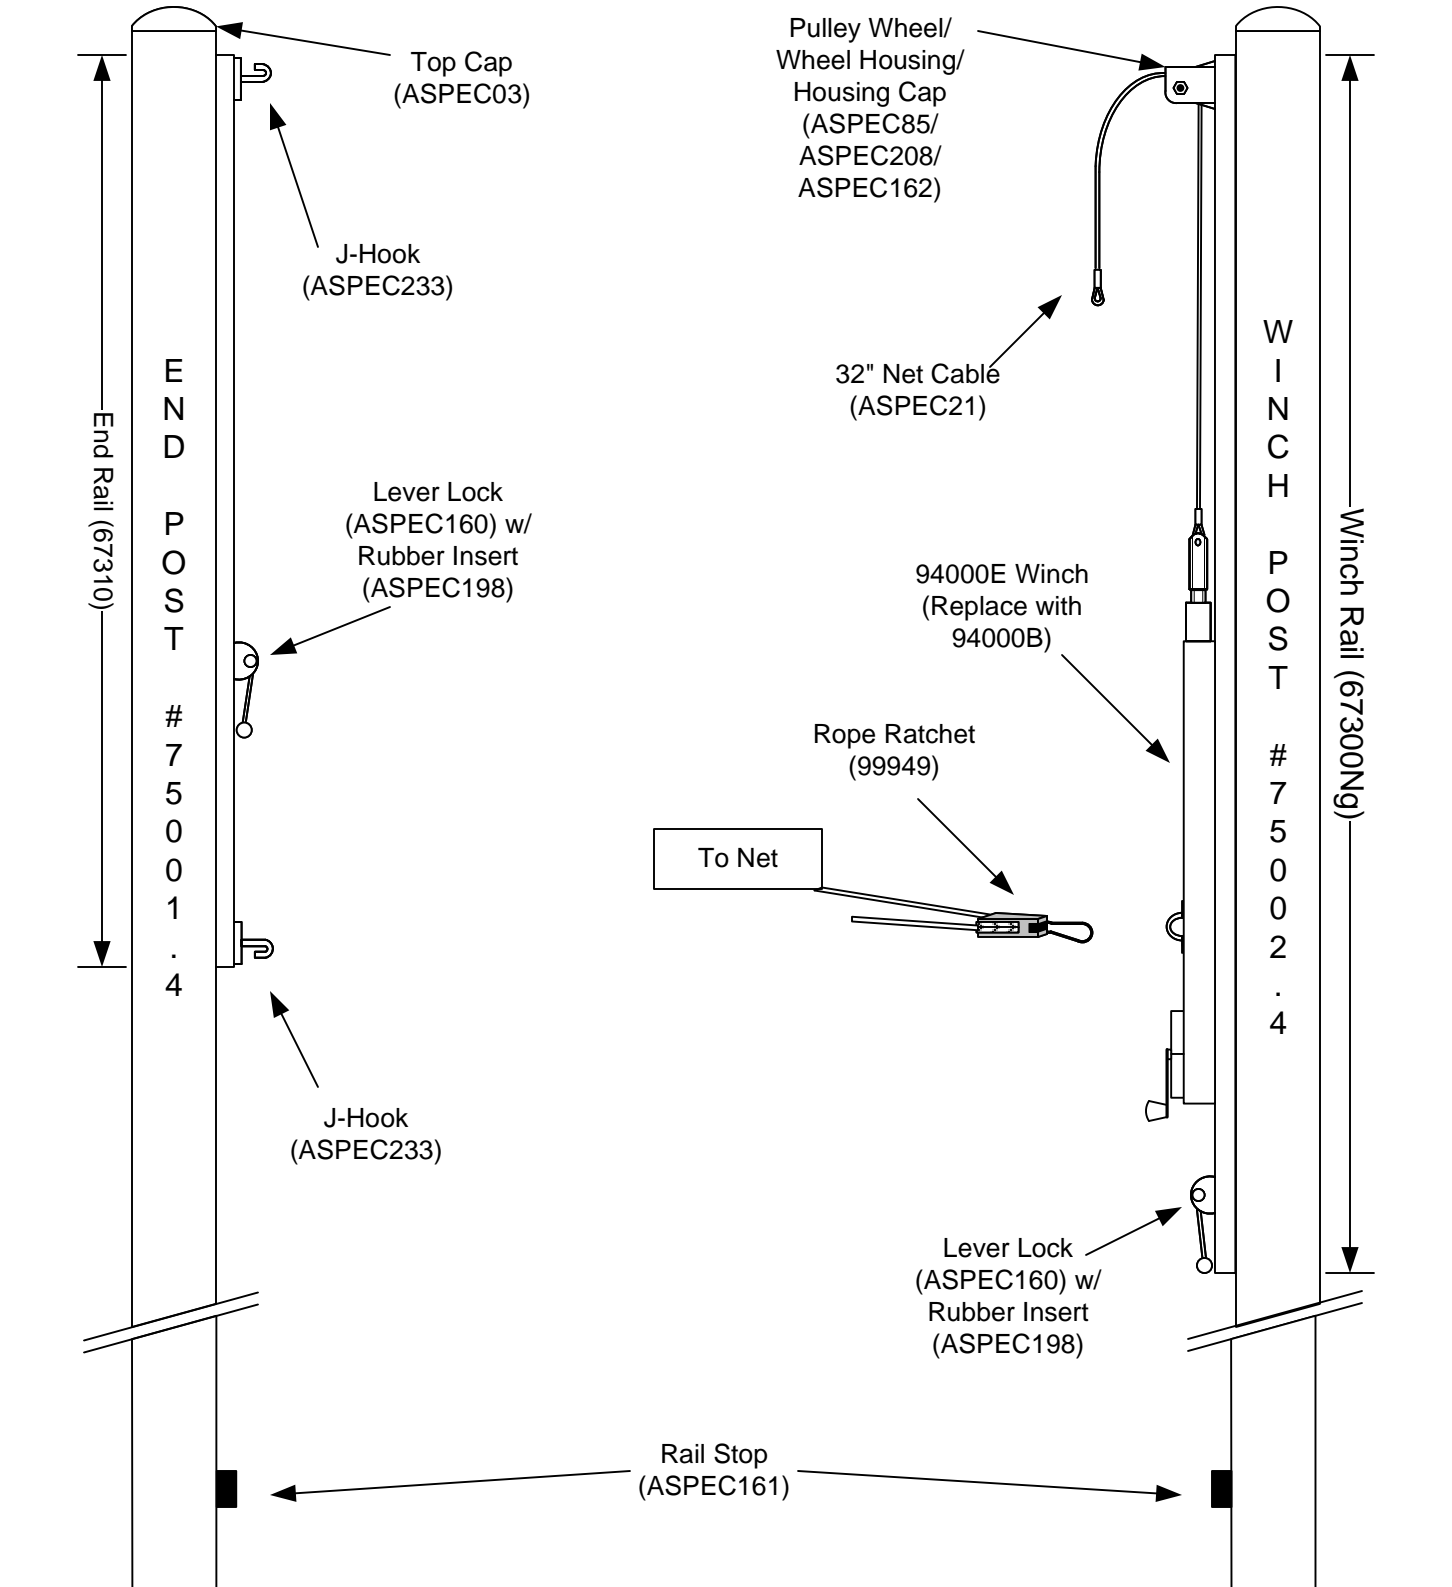 Top Cap
(ASPEC03)
Pulley Wheel/
Wheel Housing/
Housing Cap
(ASPEC85/
ASPEC208/
ASPEC162)
J-Hook
(ASPEC233)
32" Net Cable
(ASPEC21)
END POST #75001.4
End Rail (67310)
WINCH POST #75002.4
Winch Rail (67300Ng)
Lever Lock
(ASPEC160) w/
Rubber Insert
(ASPEC198)
94000E Winch
(Replace with
94000B)
Rope Ratchet
(99949)
To Net
J-Hook
(ASPEC233)
Lever Lock
(ASPEC160) w/
Rubber Insert
(ASPEC198)
Rail Stop
(ASPEC161)